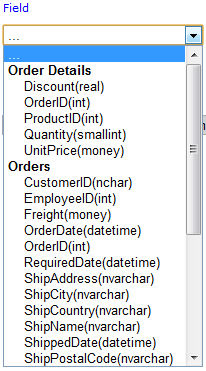 Field
...
...
Order Details
Discount(real)
OrderID(int)
ProductID(int)
Quantity(smallint)
UnitPrice(money)
Orders
CustomerID(nchar)
EmployeeID(int)
Freight(money)
OrderDate(datetime)
OrderID(int)
RequiredDate(datetime)
ShipAddress(nvarchar)
ShipCity(nvarchar)
ShipCountry(nvarchar)
ShipName(nvarchar)
ShippedDate(datetime)
ShipPostalCode(nvarchar)